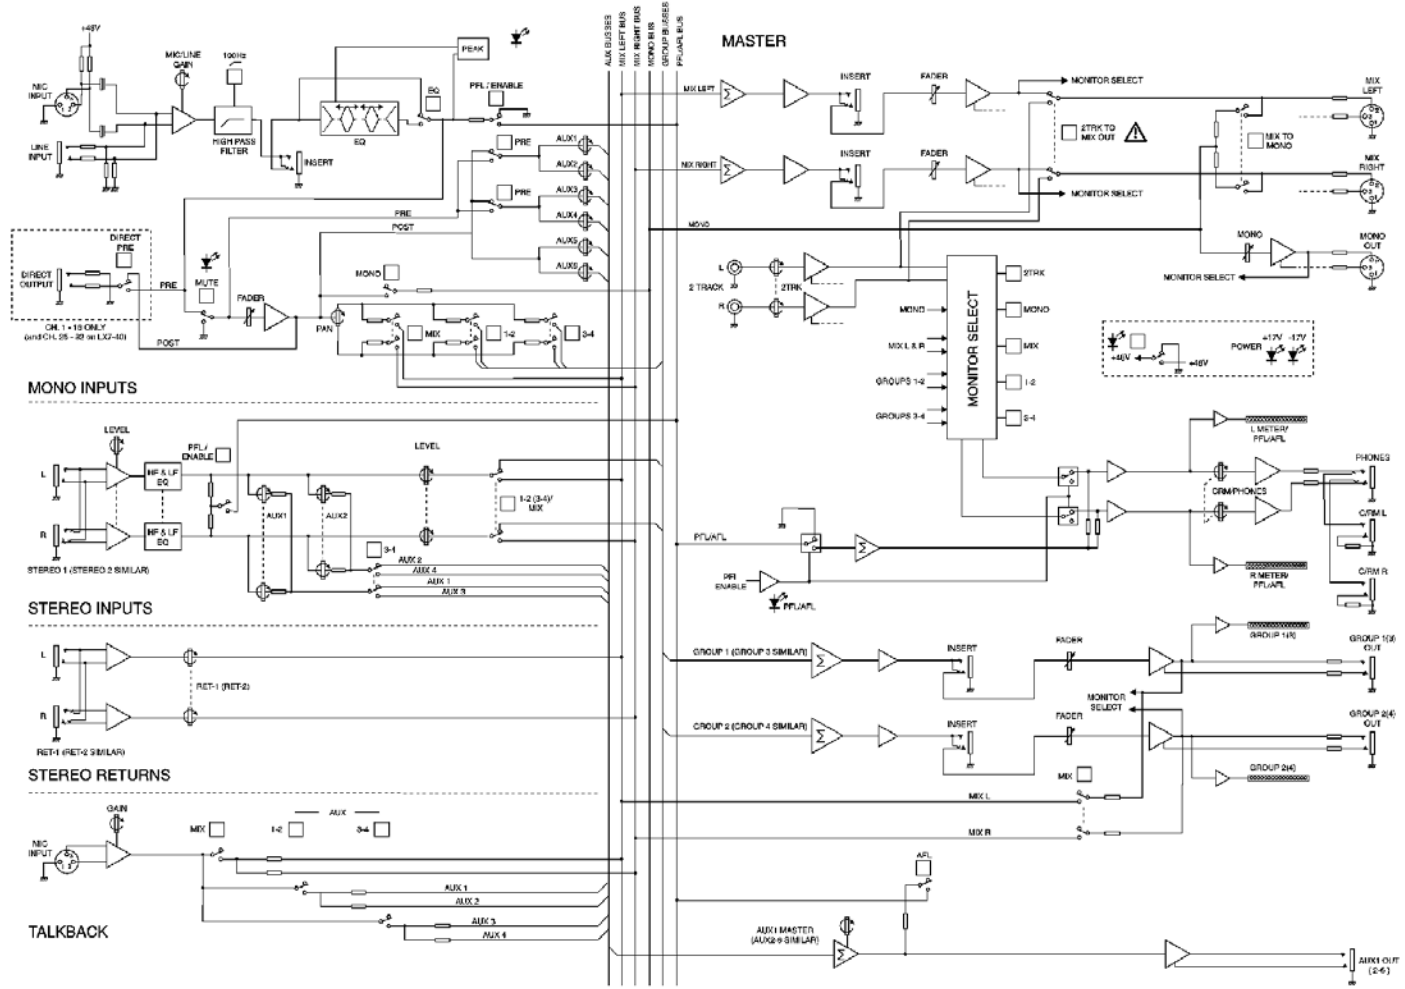 +48V
MIC
INPUT
LINE
INPUT
MIC/LINE
GAIN
100Hz
HIGH PASS
FILTER
INSERT
PEAK
EQ
EQ
PFL / ENABLE
PRE
PRE
AUX1
AUX2
AUX3
AUX4
AUX5
AUX6
PRE
POST
DIRECT
PRE
DIRECT
OUTPUT
PRE
MUTE
FADER
PAN
MONO
MIX
1-2
3-4
CH. 1 - 16 ONLY
(and CH. 25 - 32 on LX7-40)
POST
MONO INPUTS
LEVEL
PFL /
ENABLE
LEVEL
L
HF & LF
EQ
AUX1
AUX2
1-2 (3-4)/
MIX
R
HF & LF
EQ
3-4
AUX 2
AUX 4
AUX 1
AUX 3
STEREO 1 (STEREO 2 SIMILAR)
STEREO INPUTS
L
RET-1 (RET-2)
R
RET-1 (RET-2 SIMILAR)
STEREO RETURNS
GAIN
AUX
MIX
1-2
3-4
MIC
INPUT
AUX 1
AUX 2
AUX 3
AUX 4
TALKBACK
AUX BUSSES
MIX LEFT BUS
MIX RIGHT BUS
MONO BUS
GROUP BUSSES
PFL/AFL BUS
MASTER
MIX LEFT
INSERT
FADER
MONITOR SELECT
MIX
LEFT
2TRK TO
MIX OUT
MIX TO
MONO
MIX RIGHT
INSERT
FADER
MONITOR SELECT
MIX
RIGHT
MONO
MONO
MONO
OUT
MONITOR SELECT
L
2 TRACK
R
2TRK
MONITOR SELECT
2TRK
MONO
MIX
1-2
3-4
MONO
MIX L & R
GROUPS 1-2
GROUPS 3-4
+48V
+48V
POWER
+17V
-17V
L METER/
PFL/AFL
PHONES
CRM/PHONES
C/RM L
C/RM R
PFL/AFL
PFL
ENABLE
PFL/AFL
R METER/
PFL/AFL
GROUP 1(3)
GROUP 1 (GROUP 3 SIMILAR)
INSERT
FADER
GROUP 1(3)
OUT
MONITOR
SELECT
GROUP 2 (GROUP 4 SIMILAR)
INSERT
FADER
GROUP 2(4)
OUT
GROUP 2(4)
MIX
MIX L
MIX R
AFL
AUX1 MASTER
(AUX2-6 SIMILAR)
AUX1 OUT
(2-6)